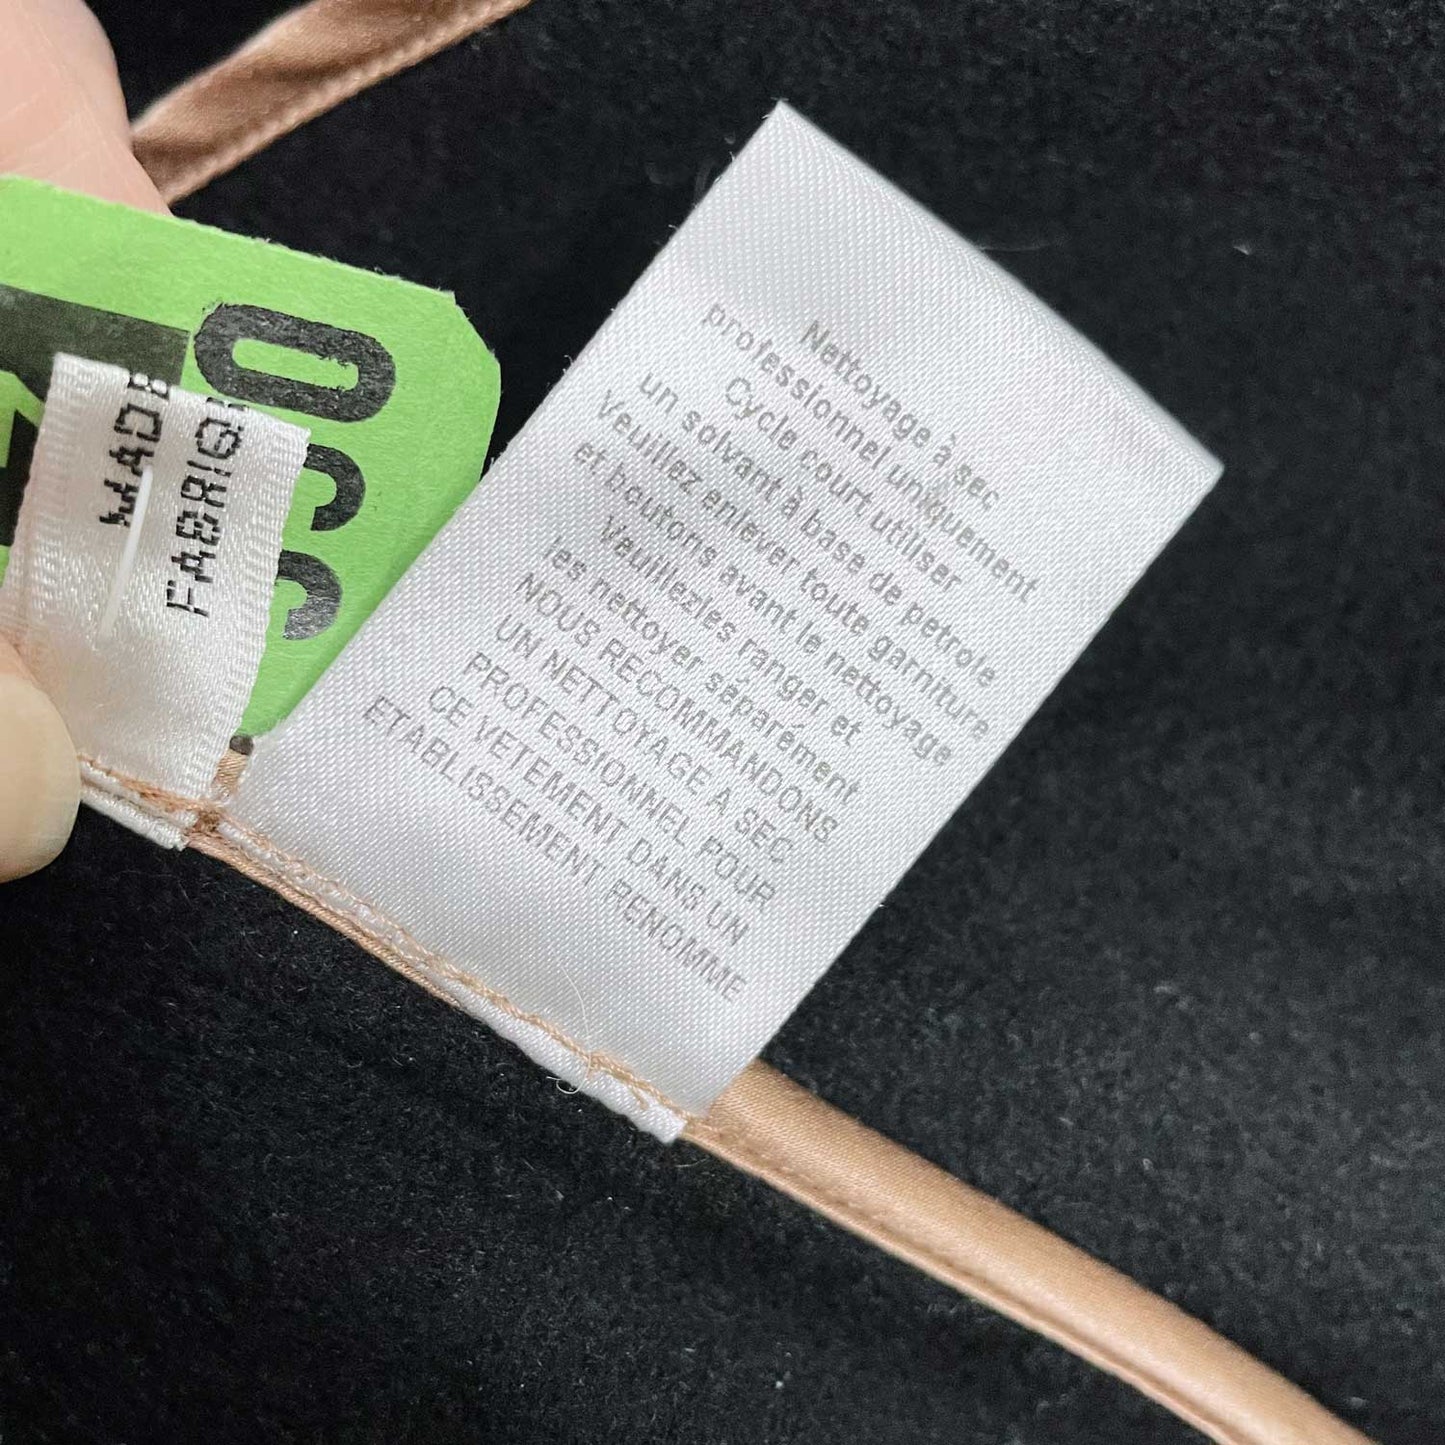 Nettoyage à sec
professionnel uniquement
Cycle court utiliser
un solvant à base de petrole
Veuillez enlever toute garniture
et boutons avant le nettoyage
Veuillezles ranger et
les nettoyer separément
NOUS RECOMMANDONS
UN NETTOYAGE A SEC
PROFESSIONNEL POUR
CE VETEMENT DANS UN
ETABLISSEMENT RENOMME
MADE
FABRIQU